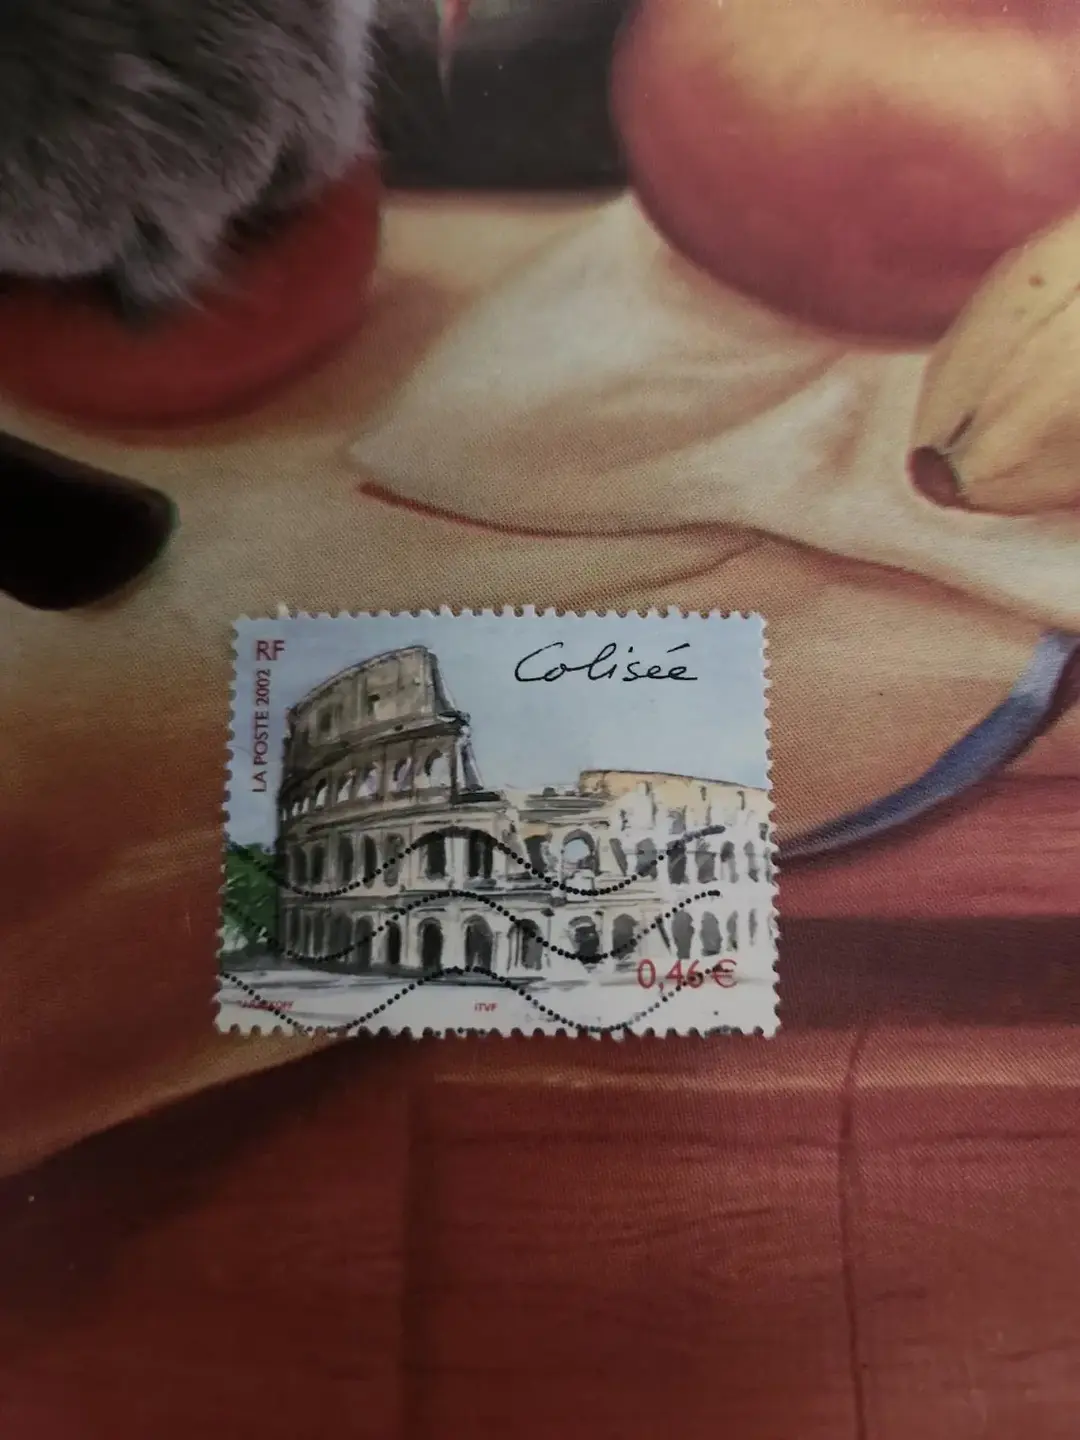 RF
LA POSTE 2002
Colisée
0,46 €
ITVF